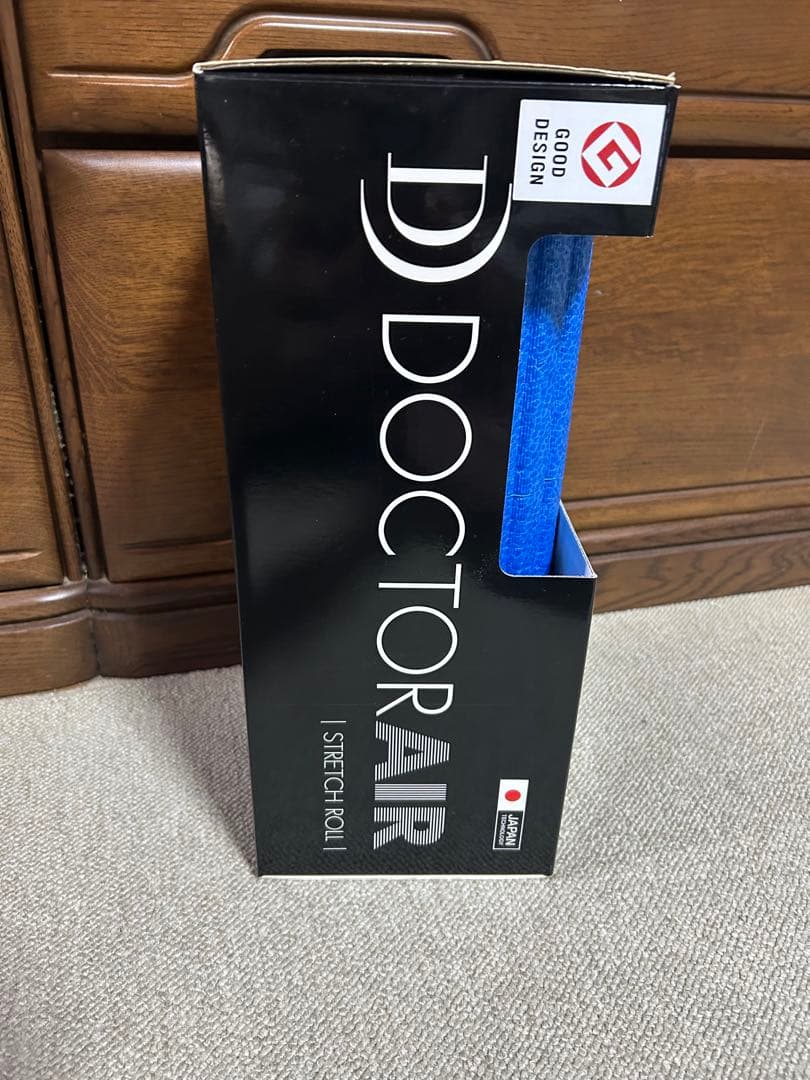 GOOD
DESIGN
DOCTORAIR
| STRETCH ROLL |
JAPAN
TECHNOLOGY